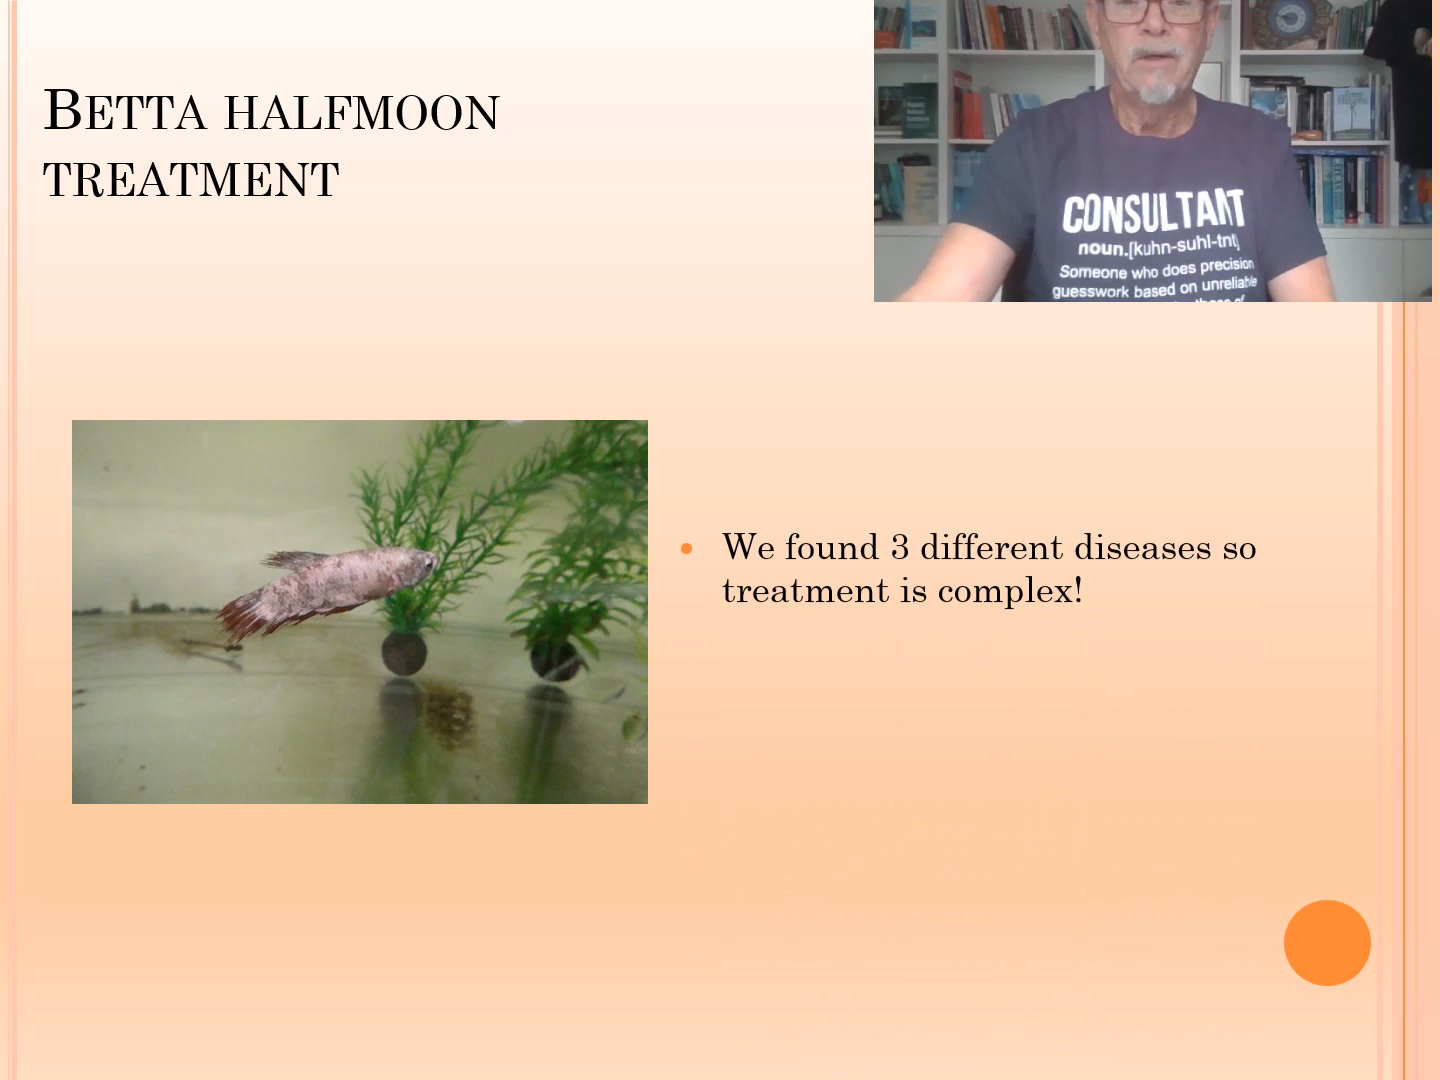 Betta halfmoon
treatment
CONSULTANT
noun.[kuhn-suhl-tnt]
Someone who does precision
guesswork based on unreliable
We found 3 different diseases so
treatment is complex!